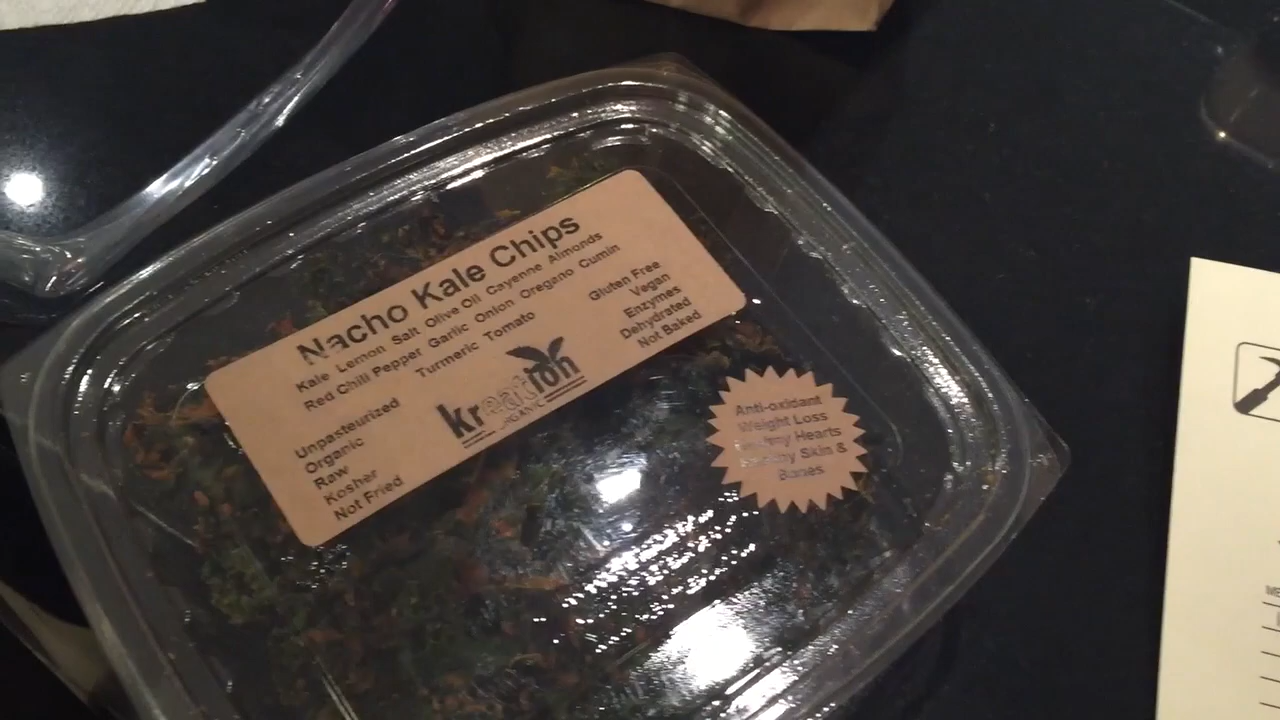 Nacho Kale Chips
Kale Lemon Salt Olive Oil Cayenne Almonds
Red Chili Pepper Garlic Onion Oregano Cumin
Turmeric Tomato
Unpasteurized
Organic
Raw
Kosher
Not Fried
kreation
ORGANIC
Gluten Free
Vegan
Enzymes
Dehydrated
Not Baked
Anti-oxidant
Weight Loss
Healthy Hearts
Healthy Skin &
Bones